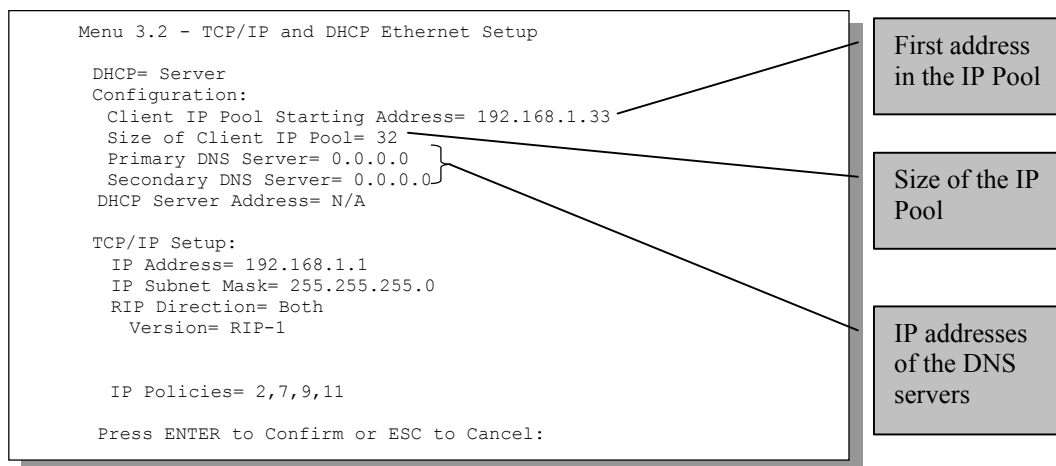 Menu 3.2 - TCP/IP and DHCP Ethernet Setup
DHCP= Server
Configuration:
Client IP Pool Starting Address= 192.168.1.33
Size of Client IP Pool= 32
Primary DNS Server= 0.0.0.0
Secondary DNS Server= 0.0.0.0
DHCP Server Address= N/A
TCP/IP Setup:
IP Address= 192.168.1.1
IP Subnet Mask= 255.255.255.0
RIP Direction= Both
Version= RIP-1
IP Policies= 2,7,9,11
Press ENTER to Confirm or ESC to Cancel:
First address
in the IP Pool
Size of the IP
Pool
IP addresses
of the DNS
servers